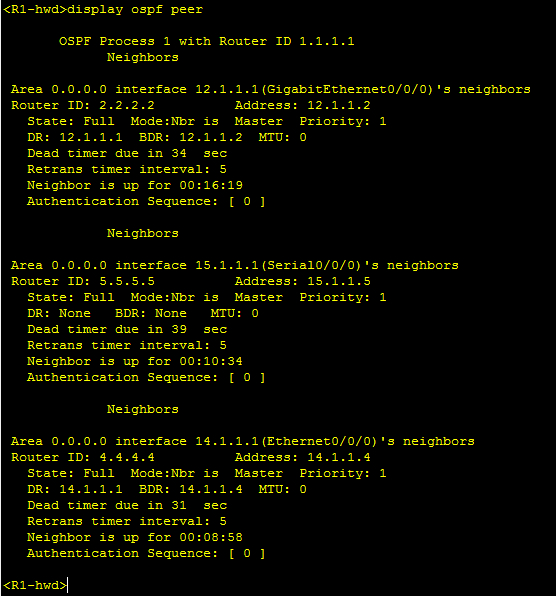 <R1-hwd>display ospf peer
OSPF Process 1 with Router ID 1.1.1.1
Neighbors
Area 0.0.0.0 interface 12.1.1.1(GigabitEthernet0/0/0)'s neighbors
Router ID: 2.2.2.2 Address: 12.1.1.2
State: Full Mode:Nbr is Master Priority: 1
DR: 12.1.1.1 BDR: 12.1.1.2 MTU: 0
Dead timer due in 34 sec
Retrans timer interval: 5
Neighbor is up for 00:16:19
Authentication Sequence: [ 0 ]
Neighbors
Area 0.0.0.0 interface 15.1.1.1(Serial0/0/0)'s neighbors
Router ID: 5.5.5.5 Address: 15.1.1.5
State: Full Mode:Nbr is Master Priority: 1
DR: None BDR: None MTU: 0
Dead timer due in 39 sec
Retrans timer interval: 5
Neighbor is up for 00:10:34
Authentication Sequence: [ 0 ]
Neighbors
Area 0.0.0.0 interface 14.1.1.1(Ethernet0/0/0)'s neighbors
Router ID: 4.4.4.4 Address: 14.1.1.4
State: Full Mode:Nbr is Master Priority: 1
DR: 14.1.1.1 BDR: 14.1.1.4 MTU: 0
Dead timer due in 31 sec
Retrans timer interval: 5
Neighbor is up for 00:08:58
Authentication Sequence: [ 0 ]
<R1-hwd>